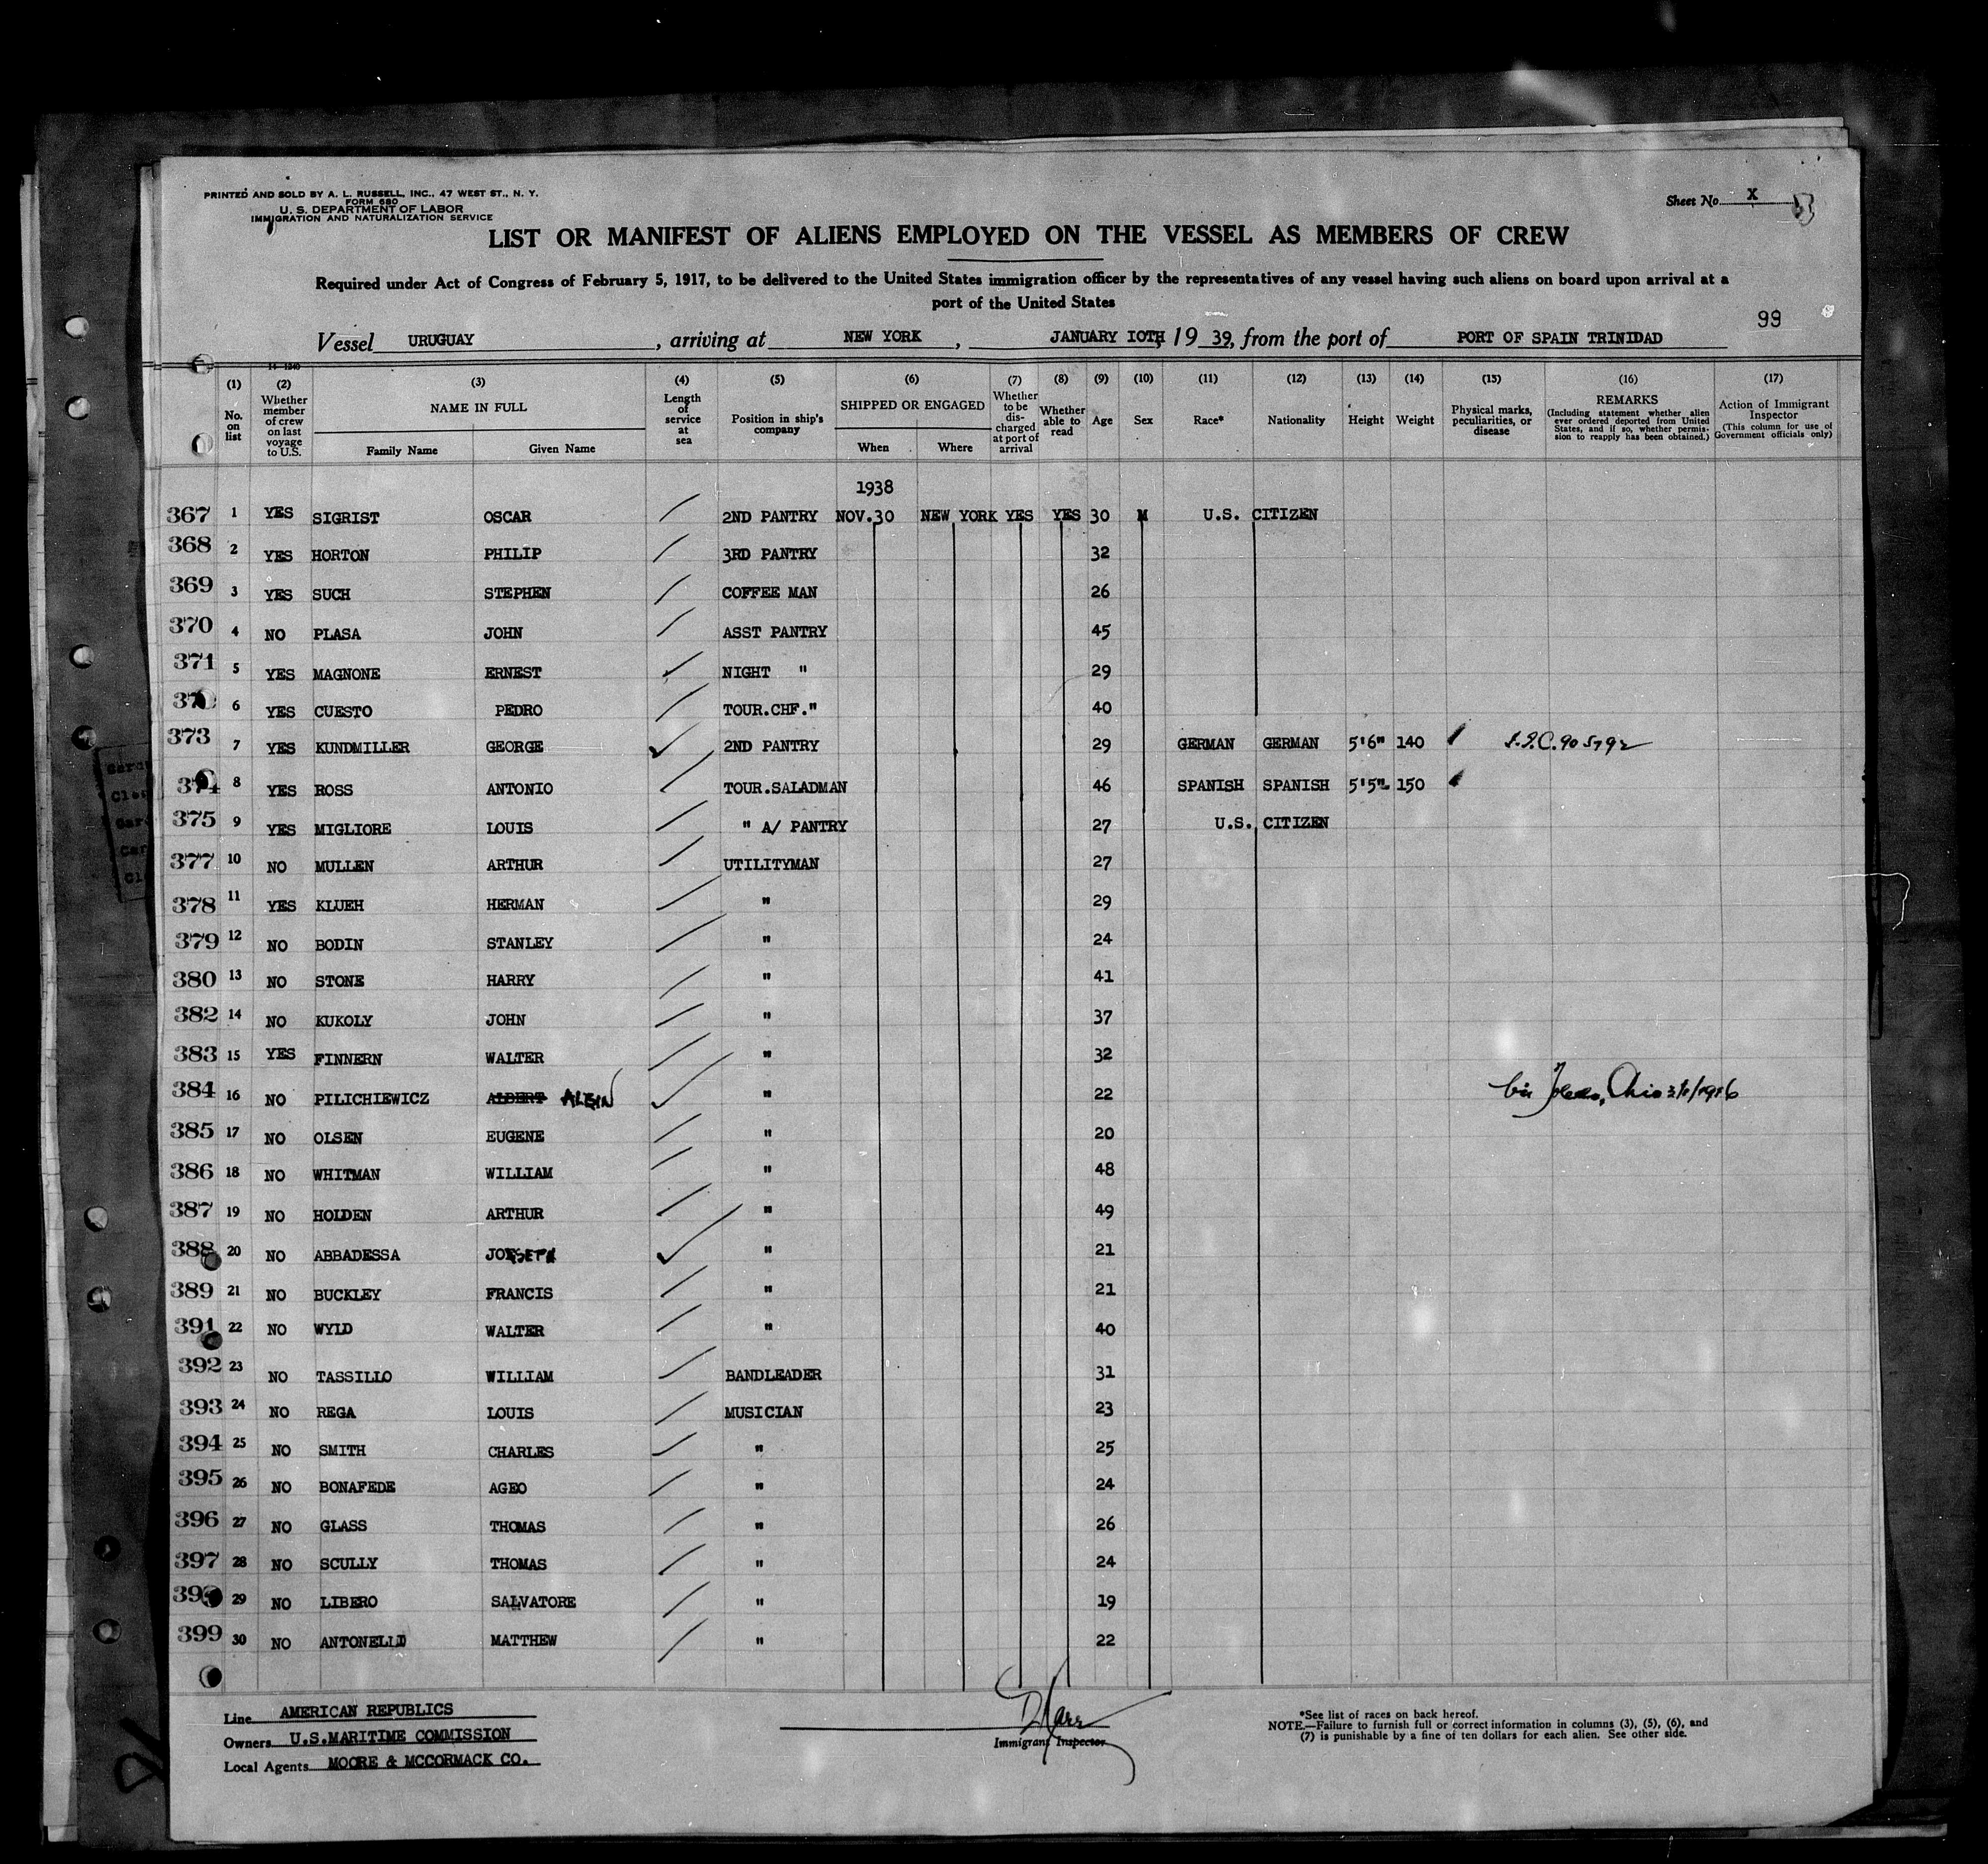 PRINTED AND SOLD BY A. L. RUSSELL, INC., 47 WEST ST., N. Y.
FORM 680
U. S. DEPARTMENT OF LABOR
IMMIGRATION AND NATURALIZATION SERVICE
Sheet No. X
LIST OR MANIFEST OF ALIENS EMPLOYED ON THE VESSEL AS MEMBERS OF CREW
Required under Act of Congress of February 5, 1917, to be delivered to the United States immigration officer by the representatives of any vessel having such aliens on board upon arrival at a
port of the United States
99
Vessel URUGUAY, arriving at NEW YORK, JANUARY 10TH, 19 39, from the port of PORT OF SPAIN TRINIDAD
14—1240
(1) No. on list
(2) Whether member of crew on last voyage to U.S.
(3) NAME IN FULL
Family Name
Given Name
(4) Length of service at sea
(5) Position in ship's company
(6) SHIPPED OR ENGAGED
When
Where
(7) Whether to be discharged at port of arrival
(8) Whether able to read
(9) Age
(10) Sex
(11) Race*
(12) Nationality
(13) Height
(14) Weight
(15) Physical marks, peculiarities, or disease
(16) REMARKS (Including statement whether alien ever ordered deported from United States, and if so, whether permission to reapply has been obtained.)
(17) Action of Immigrant Inspector (This column for use of Government officials only)
1938
367 1 YES SIGRIST OSCAR 2ND PANTRY NOV.30 NEW YORK YES YES 30 M U.S. CITIZEN
368 2 YES HORTON PHILIP 3RD PANTRY 32
369 3 YES SUCH STEPHEN COFFEE MAN 26
370 4 NO PLASA JOHN ASST PANTRY 45
371 5 YES MAGNONE ERNEST NIGHT " 29
6 YES CUESTO PEDRO TOUR.CHF." 40
373 7 YES KUNDMILLER GEORGE 2ND PANTRY 29 GERMAN GERMAN 5'6" 140
374 8 YES ROSS ANTONIO TOUR.SALADMAN 46 SPANISH SPANISH 5'5" 150
375 9 YES MIGLIORE LOUIS " A/ PANTRY 27 U.S. CITIZEN
377 10 NO MULLEN ARTHUR UTILITYMAN 27
378 11 YES KLUEH HERMAN " 29
379 12 NO BODIN STANLEY " 24
380 13 NO STONE HARRY " 41
382 14 NO KUKOLY JOHN " 37
383 15 YES FINNERN WALTER " 32
384 16 NO PILICHIEWICZ ALBERT ALBIN " 22 Toledo, Ohio
385 17 NO OLSEN EUGENE " 20
386 18 NO WHITMAN WILLIAM " 48
387 19 NO HOLDEN ARTHUR " 49
388 20 NO ABBADESSA JOSEPH " 21
389 21 NO BUCKLEY FRANCIS " 21
391 22 NO WYLD WALTER " 40
392 23 NO TASSILLO WILLIAM BANDLEADER 31
393 24 NO REGA LOUIS MUSICIAN 23
394 25 NO SMITH CHARLES " 25
395 26 NO BONAFEDE AGEO " 24
396 27 NO GLASS THOMAS " 26
397 28 NO SCULLY THOMAS " 24
29 NO LIBERO SALVATORE " 19
399 30 NO ANTONELLI MATTHEW " 22
Line AMERICAN REPUBLICS
Owners U.S.MARITIME COMMISSION
Local Agents MOORE & MCCORMACK CO.
Immigrant Inspector
*See list of races on back hereof.
NOTE.—Failure to furnish full or correct information in columns (3), (5), (6), and
(7) is punishable by a fine of ten dollars for each alien. See other side.